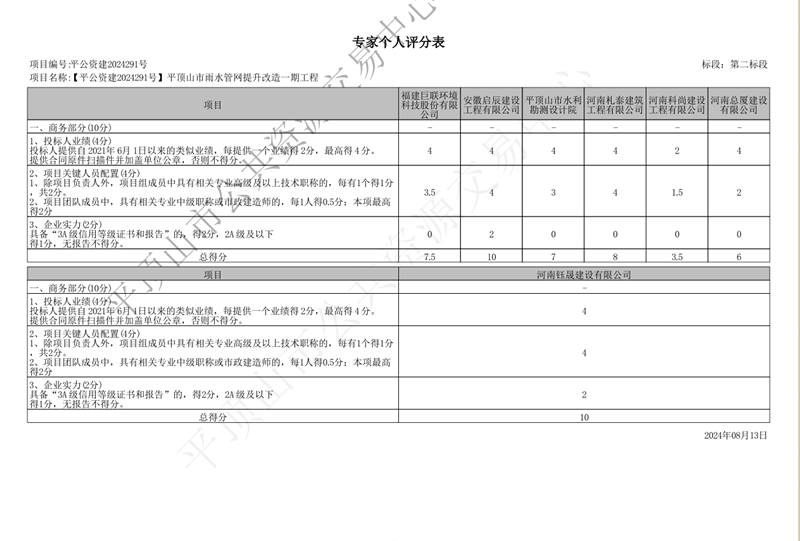 专家个人评分表
项目编号:平公资建2024291号 标段：第二标段
项目名称:【平公资建2024291号】平顶山市雨水管网提升改造一期工程
项目 福建巨联环境科技股份有限公司 安徽启辰建设工程有限公司 平顶山市水利勘测设计院 河南札泰建筑工程有限公司 河南科尚建设工程有限公司 河南总厦建设有限公司
一、商务部分(10分) - - - - - -
1、投标人业绩(4分)
投标人提供自2021年6月1日以来的类似业绩，每提供一个业绩得2分，最高得4分。
提供合同原件扫描件并加盖单位公章，否则不得分。
4 4 4 4 2 4
2、项目关键人员配置(4分)
1、除项目负责人外，项目组成员中具有相关专业高级及以上技术职称的，每有1个得1分
，共2分。
2、项目团队成员中，具有相关专业中级职称或市政建造师的，每1人得0.5分；本项最高
得2分
3.5 4 3 4 1.5 2
3、企业实力(2分)
具备“3A级信用等级证书和报告”的，得2分，2A级及以下
得1分，无报告不得分。
0 2 0 0 0 0
总得分 7.5 10 7 8 3.5 6
项目 河南钰晟建设有限公司
一、商务部分(10分) -
1、投标人业绩(4分)
投标人提供自2021年6月1日以来的类似业绩，每提供一个业绩得2分，最高得4分。
提供合同原件扫描件并加盖单位公章，否则不得分。
4
2、项目关键人员配置(4分)
1、除项目负责人外，项目组成员中具有相关专业高级及以上技术职称的，每有1个得1分
，共2分。
2、项目团队成员中，具有相关专业中级职称或市政建造师的，每1人得0.5分；本项最高
得2分
4
3、企业实力(2分)
具备“3A级信用等级证书和报告”的，得2分，2A级及以下
得1分，无报告不得分。
2
总得分 10
2024年08月13日
平顶山市公共资源交易中心
平顶山市公共资源交易中心